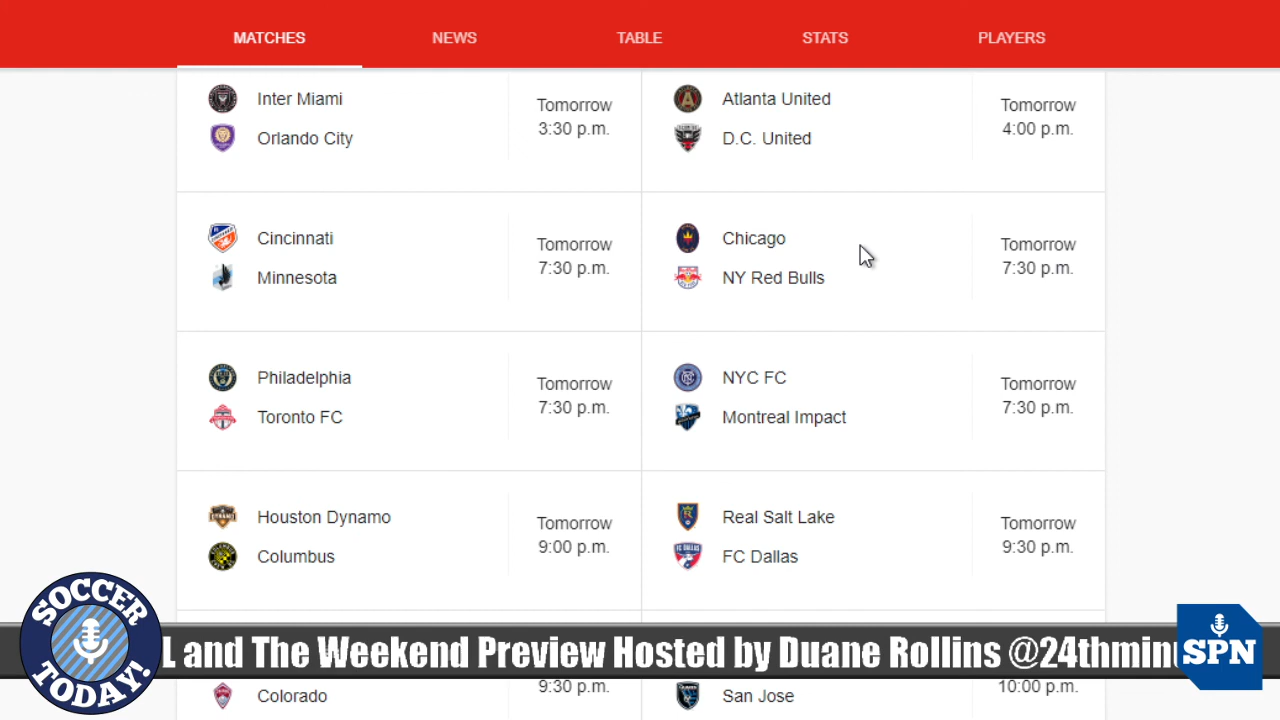 MATCHES NEWS TABLE STATS PLAYERS
Inter Miami
Orlando City
Tomorrow
3:30 p.m.
Atlanta United
D.C. United
Tomorrow
4:00 p.m.
Cincinnati
Minnesota
Tomorrow
7:30 p.m.
Chicago
NY Red Bulls
Tomorrow
7:30 p.m.
Philadelphia
Toronto FC
Tomorrow
7:30 p.m.
NYC FC
Montreal Impact
Tomorrow
7:30 p.m.
Houston Dynamo
Columbus
Tomorrow
9:00 p.m.
Real Salt Lake
FC Dallas
Tomorrow
9:30 p.m.
SOCCER
TODAY!
L and The Weekend Preview Hosted by Duane Rollins @24thminu
SPN
Colorado
9:30 p.m.
San Jose
10:00 p.m.